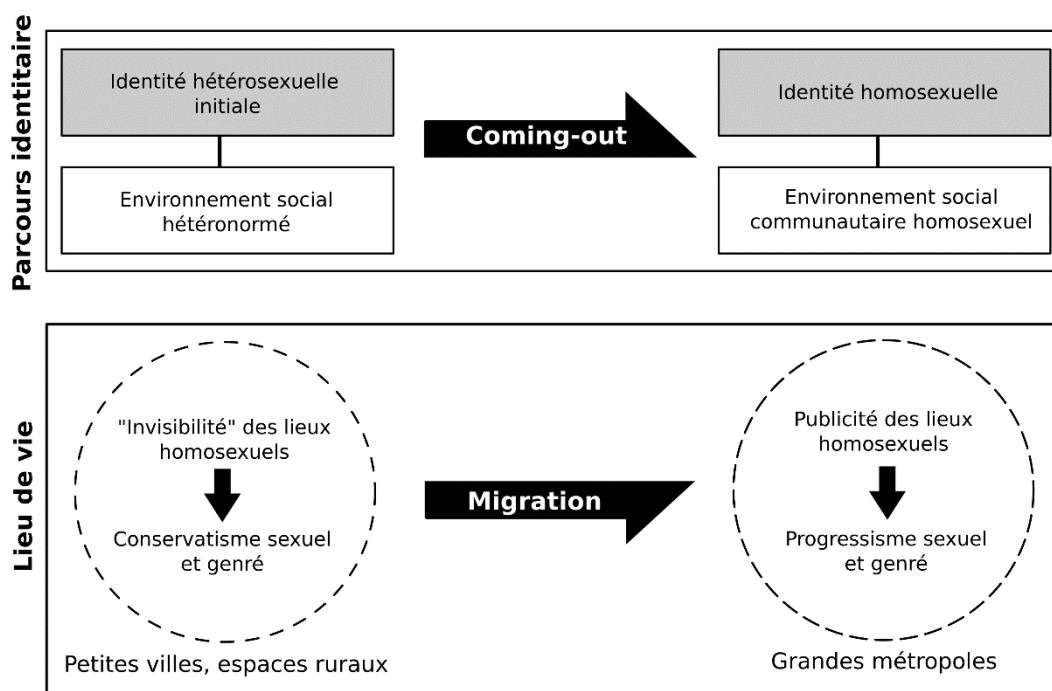 Parcours identitaire
Identité hétérosexuelle
initiale
Environnement social
hétéronormé
Coming-out
Identité homosexuelle
Environnement social
communautaire homosexuel
Lieu de vie
"Invisibilité" des lieux
homosexuels
Conservatisme sexuel
et genré
Petites villes, espaces ruraux
Migration
Publicité des lieux
homosexuels
Progressisme sexuel
et genré
Grandes métropoles